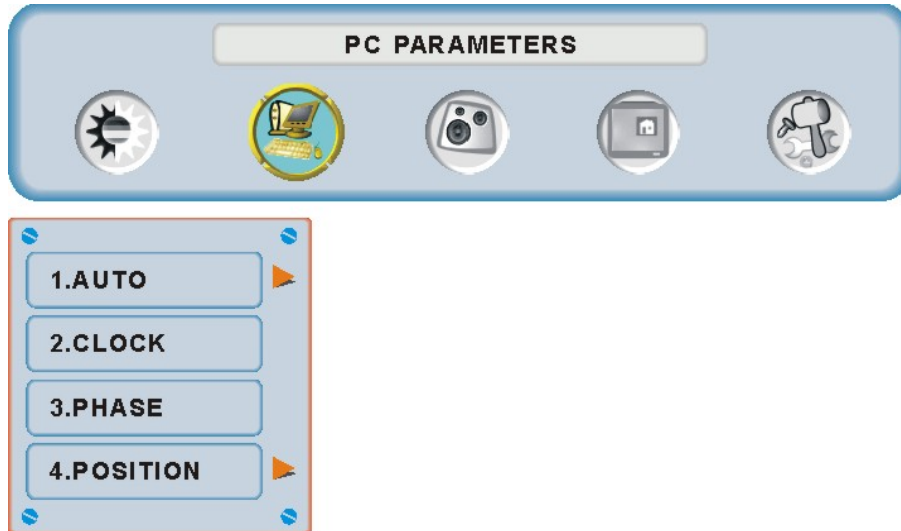 PC PARAMETERS
1.AUTO
2.CLOCK
3.PHASE
4.POSITION